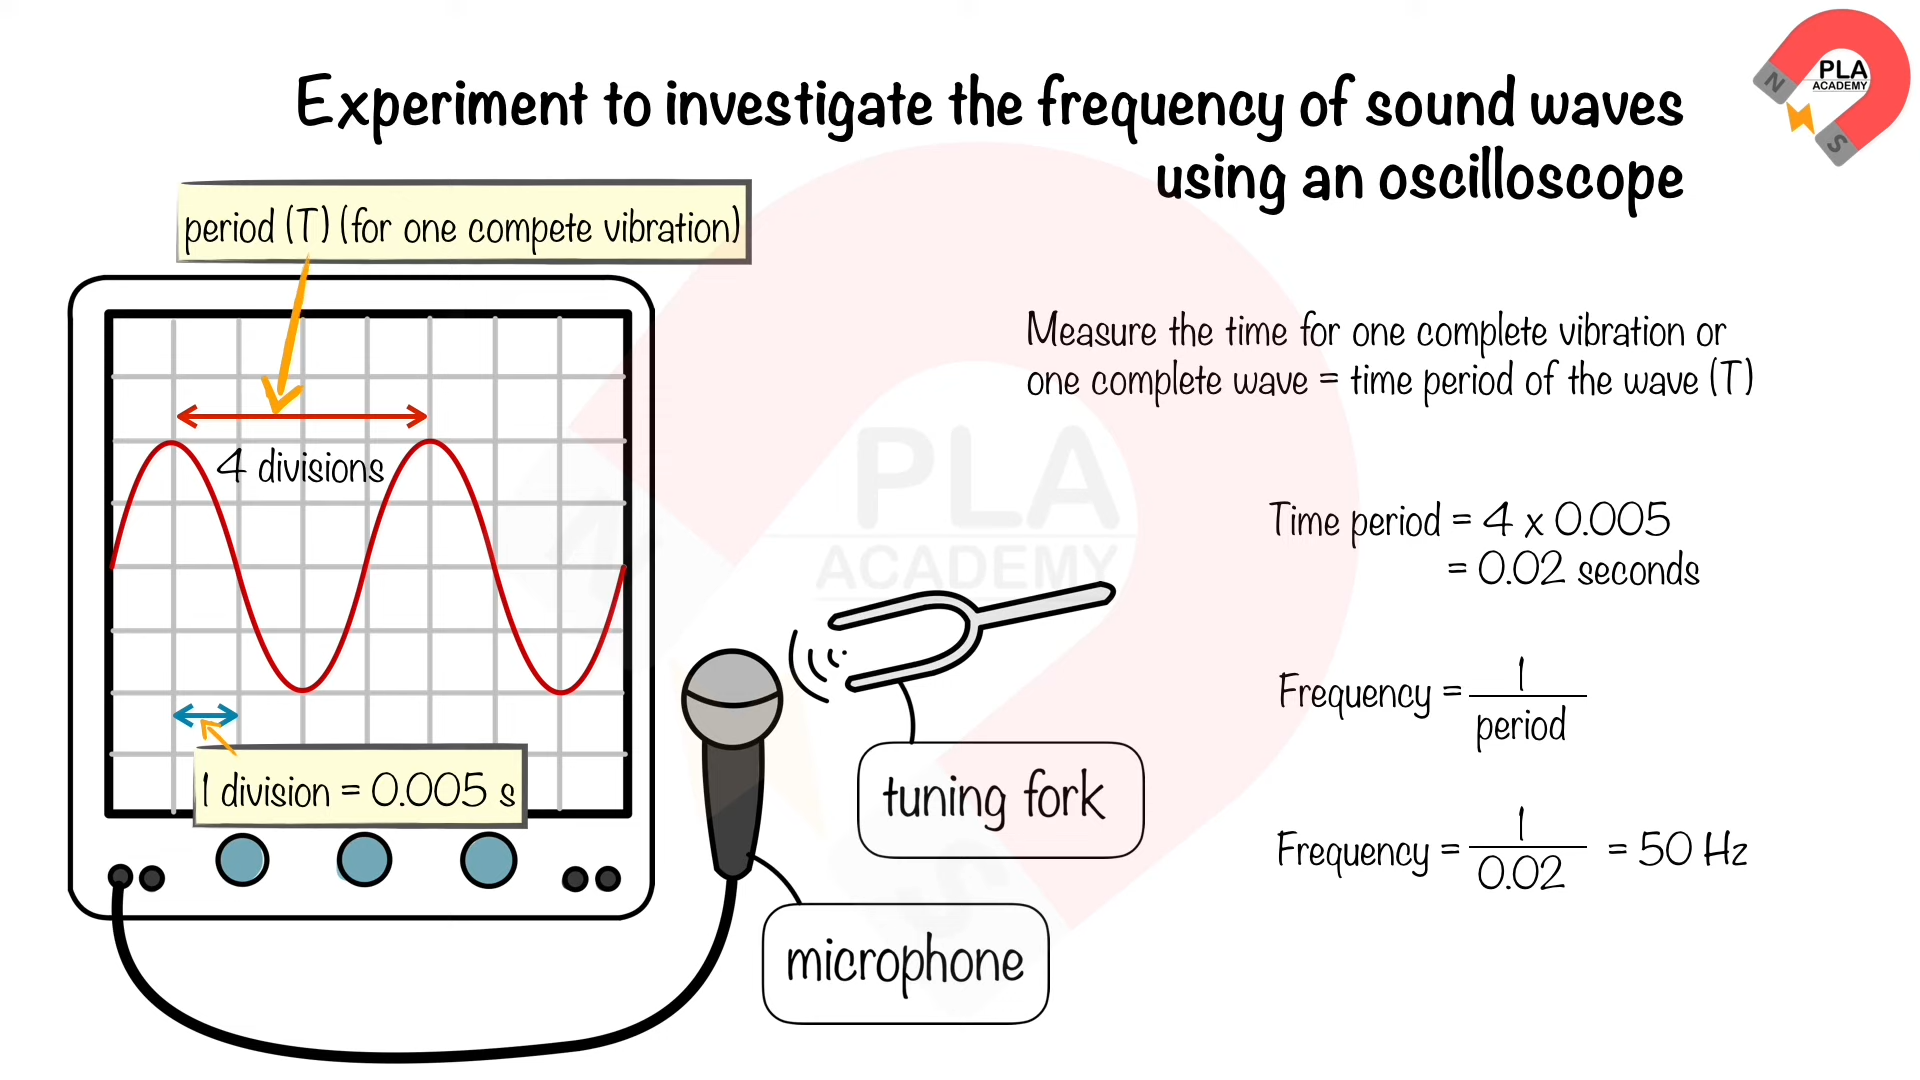 Experiment to investigate the frequency of sound waves
using an oscilloscope
N
PLA
ACADEMY
S
period (T) (for one compete vibration)
4 divisions
1 division = 0.005 s
Measure the time for one complete vibration or
one complete wave = time period of the wave (T)
PLA
ACADEMY
Time period = 4 x 0.005
= 0.02 seconds
Frequency = 1
period
Frequency = 1
0.02
= 50 Hz
tuning fork
microphone
N
S